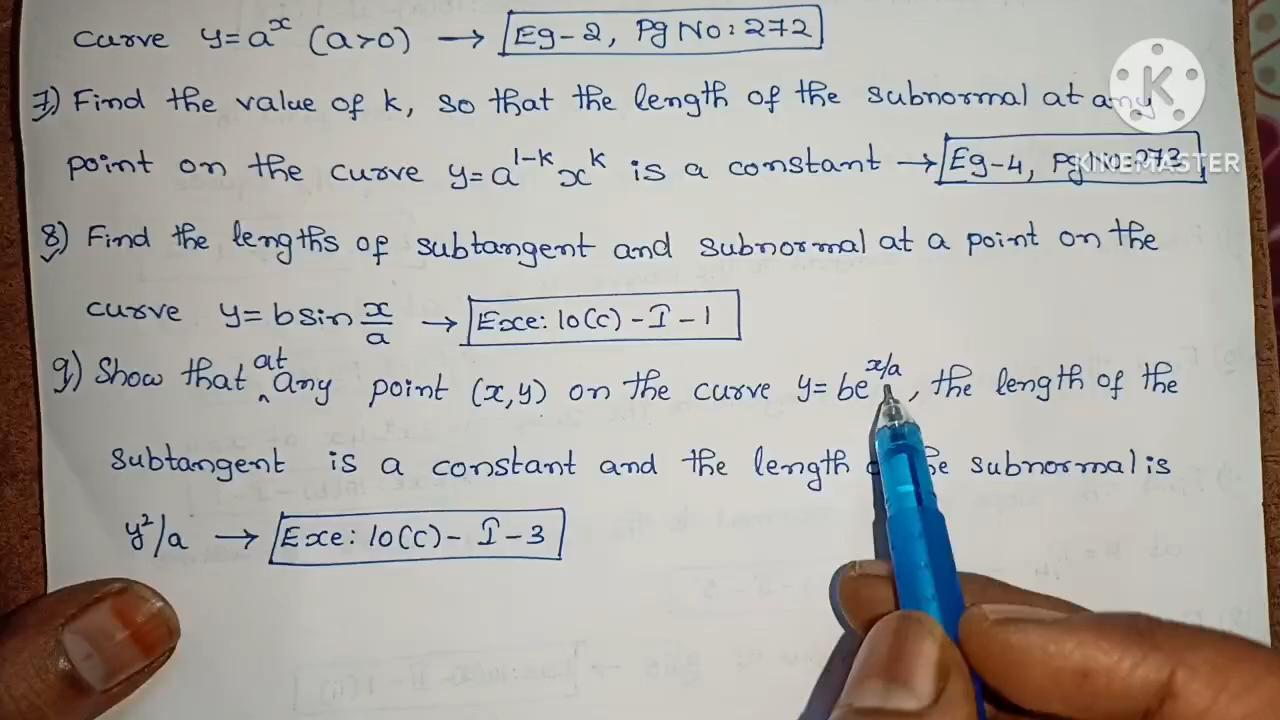 curve y=a^x (a>0) → Eg-2, Pg No: 272
7) Find the value of k, so that the length of the subnormal at any
point on the curve y=a^(1-k) x^k is a constant → Eg-4, Pg No: 273
KINEMASTER
8) Find the lengths of subtangent and subnormal at a point on the
curve y=b sin x/a → Exe: 10(c)-I-1
9) Show that at any point (x,y) on the curve y=be^(x/a), the length of the
subtangent is a constant and the length the subnormal is
y²/a → Exe: 10(c)-I-3